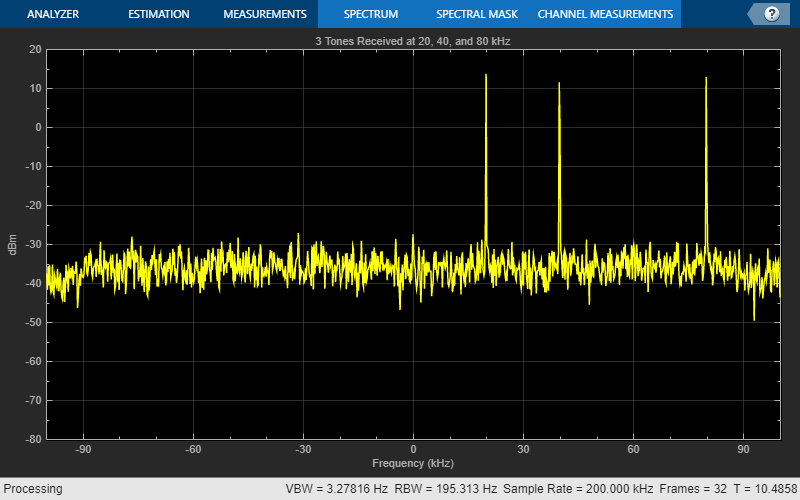 ANALYZER ESTIMATION MEASUREMENTS SPECTRUM SPECTRAL MASK CHANNEL MEASUREMENTS ?
3 Tones Received at 20, 40, and 80 kHz
20
10
0
-10
-20
-30
-40
-50
-60
-70
-80
dBm
-90 -60 -30 0 30 60 90
Frequency (kHz)
Processing VBW = 3.27816 Hz RBW = 195.313 Hz Sample Rate = 200.000 kHz Frames = 32 T = 10.4858